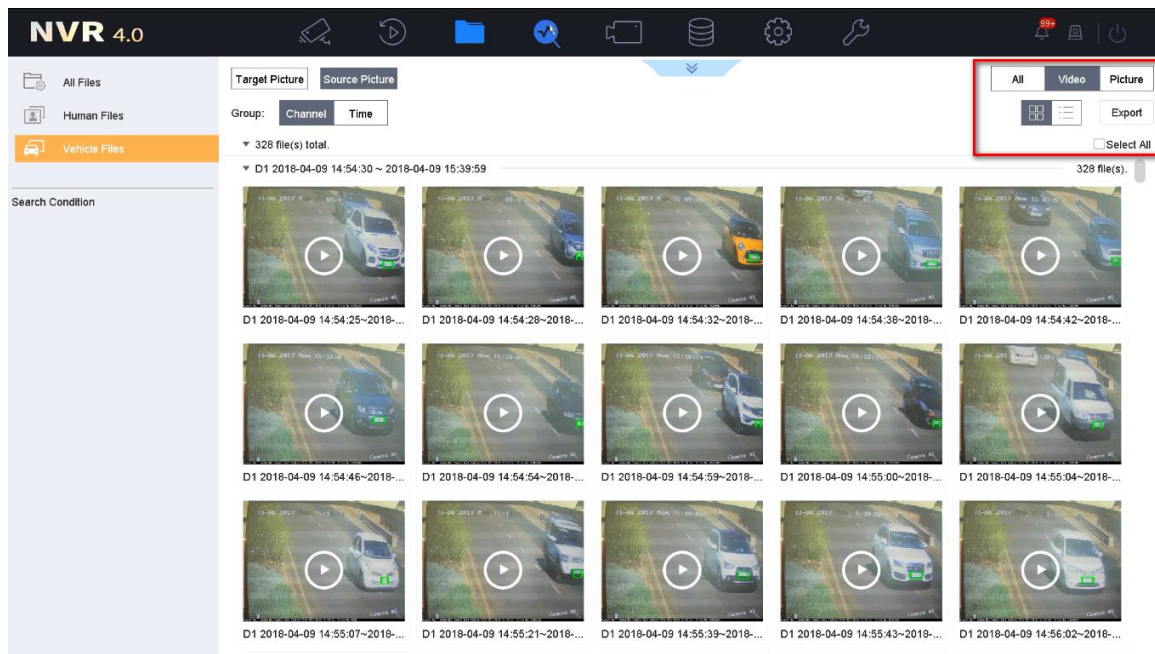 NVR 4.0
99+
All Files
Human Files
Vehicle Files
Search Condition
Target Picture Source Picture
All Video Picture
Group: Channel Time
Export
328 file(s) total.
Select All
D1 2018-04-09 14:54:30 ~ 2018-04-09 15:39:59
328 file(s).
D1 2018-04-09 14:54:25~2018-... D1 2018-04-09 14:54:28~2018-... D1 2018-04-09 14:54:32~2018-... D1 2018-04-09 14:54:38~2018-... D1 2018-04-09 14:54:42~2018-...
D1 2018-04-09 14:54:46~2018-... D1 2018-04-09 14:54:54~2018-... D1 2018-04-09 14:54:59~2018-... D1 2018-04-09 14:55:00~2018-... D1 2018-04-09 14:55:04~2018-...
D1 2018-04-09 14:55:07~2018-... D1 2018-04-09 14:55:21~2018-... D1 2018-04-09 14:55:39~2018-... D1 2018-04-09 14:55:43~2018-... D1 2018-04-09 14:56:02~2018-...